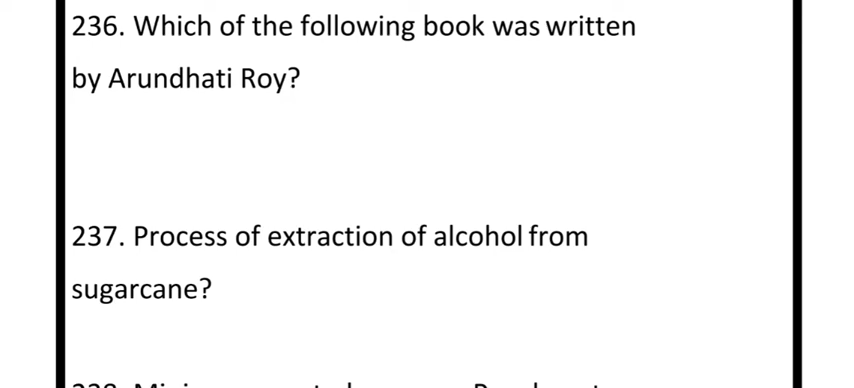 236. Which of the following book was written
by Arundhati Roy?
237. Process of extraction of alcohol from
sugarcane?